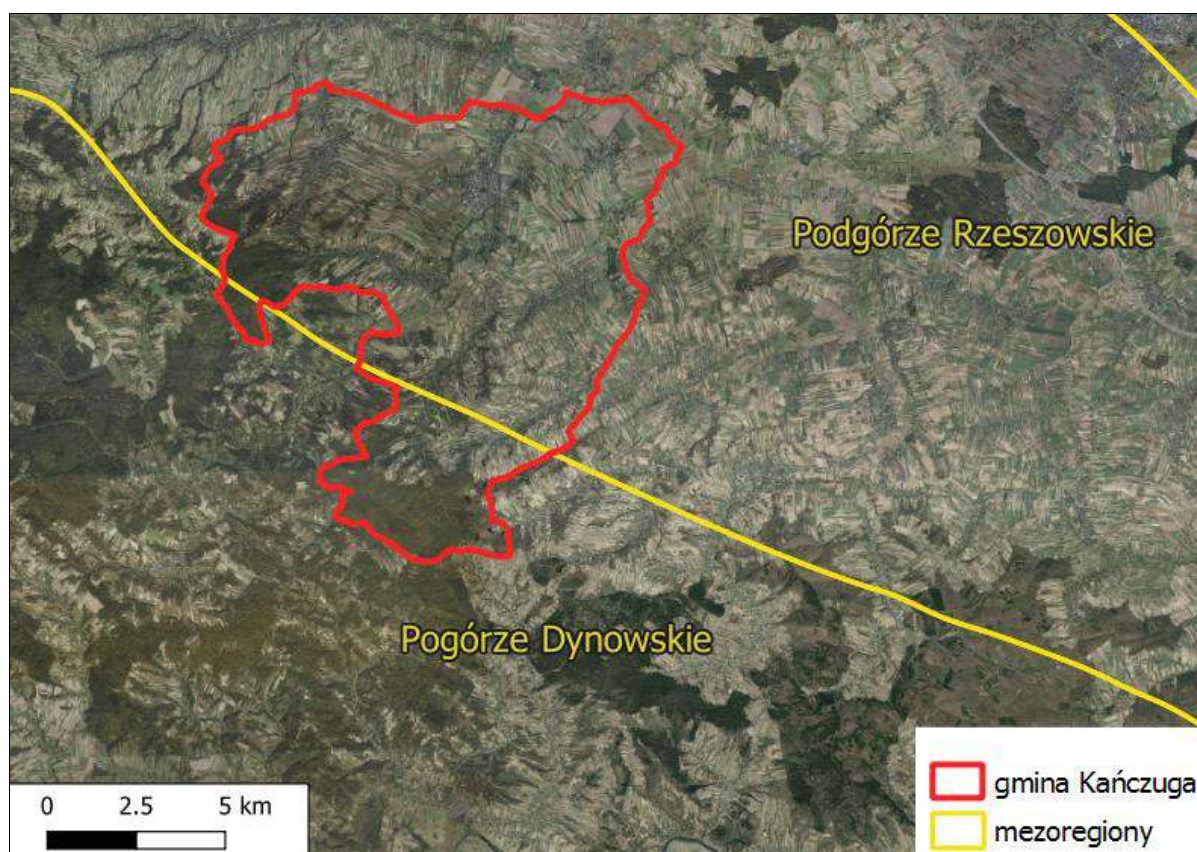 Podgórze Rzeszowskie
Pogórze Dynowskie
0 2.5 5 km
gmina Kańczuga
mezoregiony